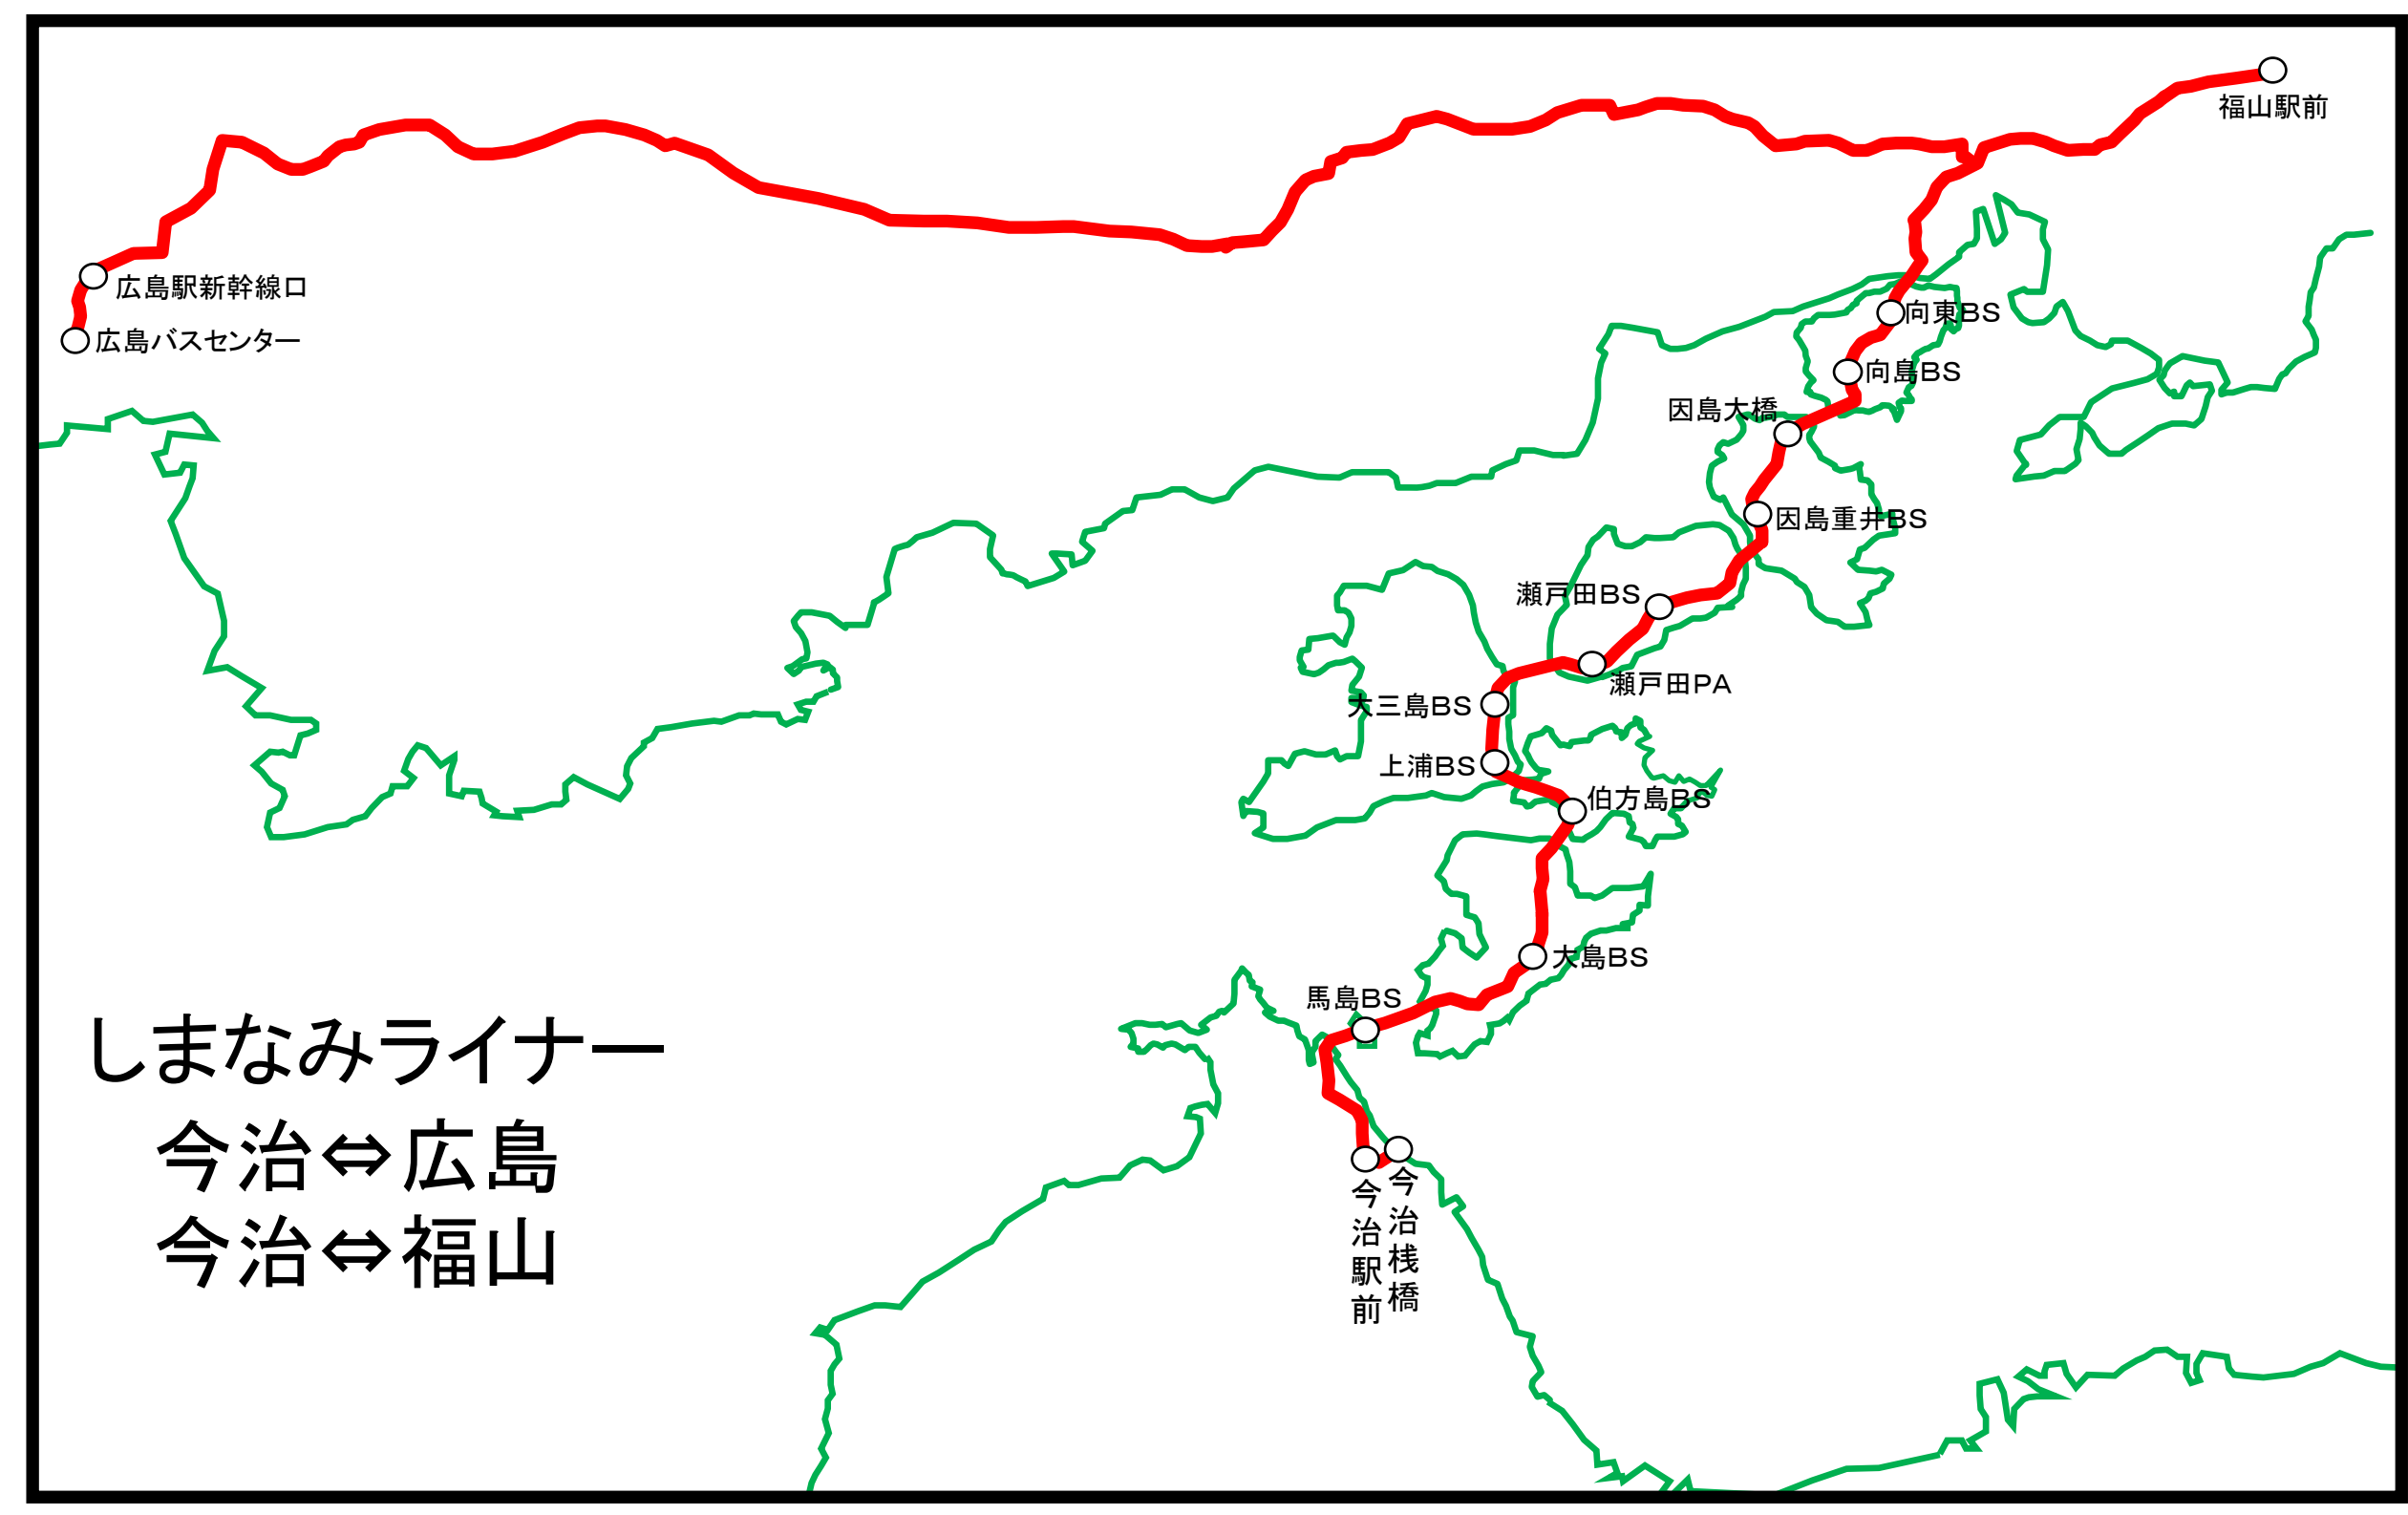 福山駅前
広島駅新幹線口
広島バスセンター
向東BS
向島BS
因島大橋
因島重井BS
瀬戸田BS
瀬戸田PA
大三島BS
上浦BS
伯方島BS
大島BS
馬島BS
今治桟橋
今治駅前
しまなみライナー
今治⇔広島
今治⇔福山